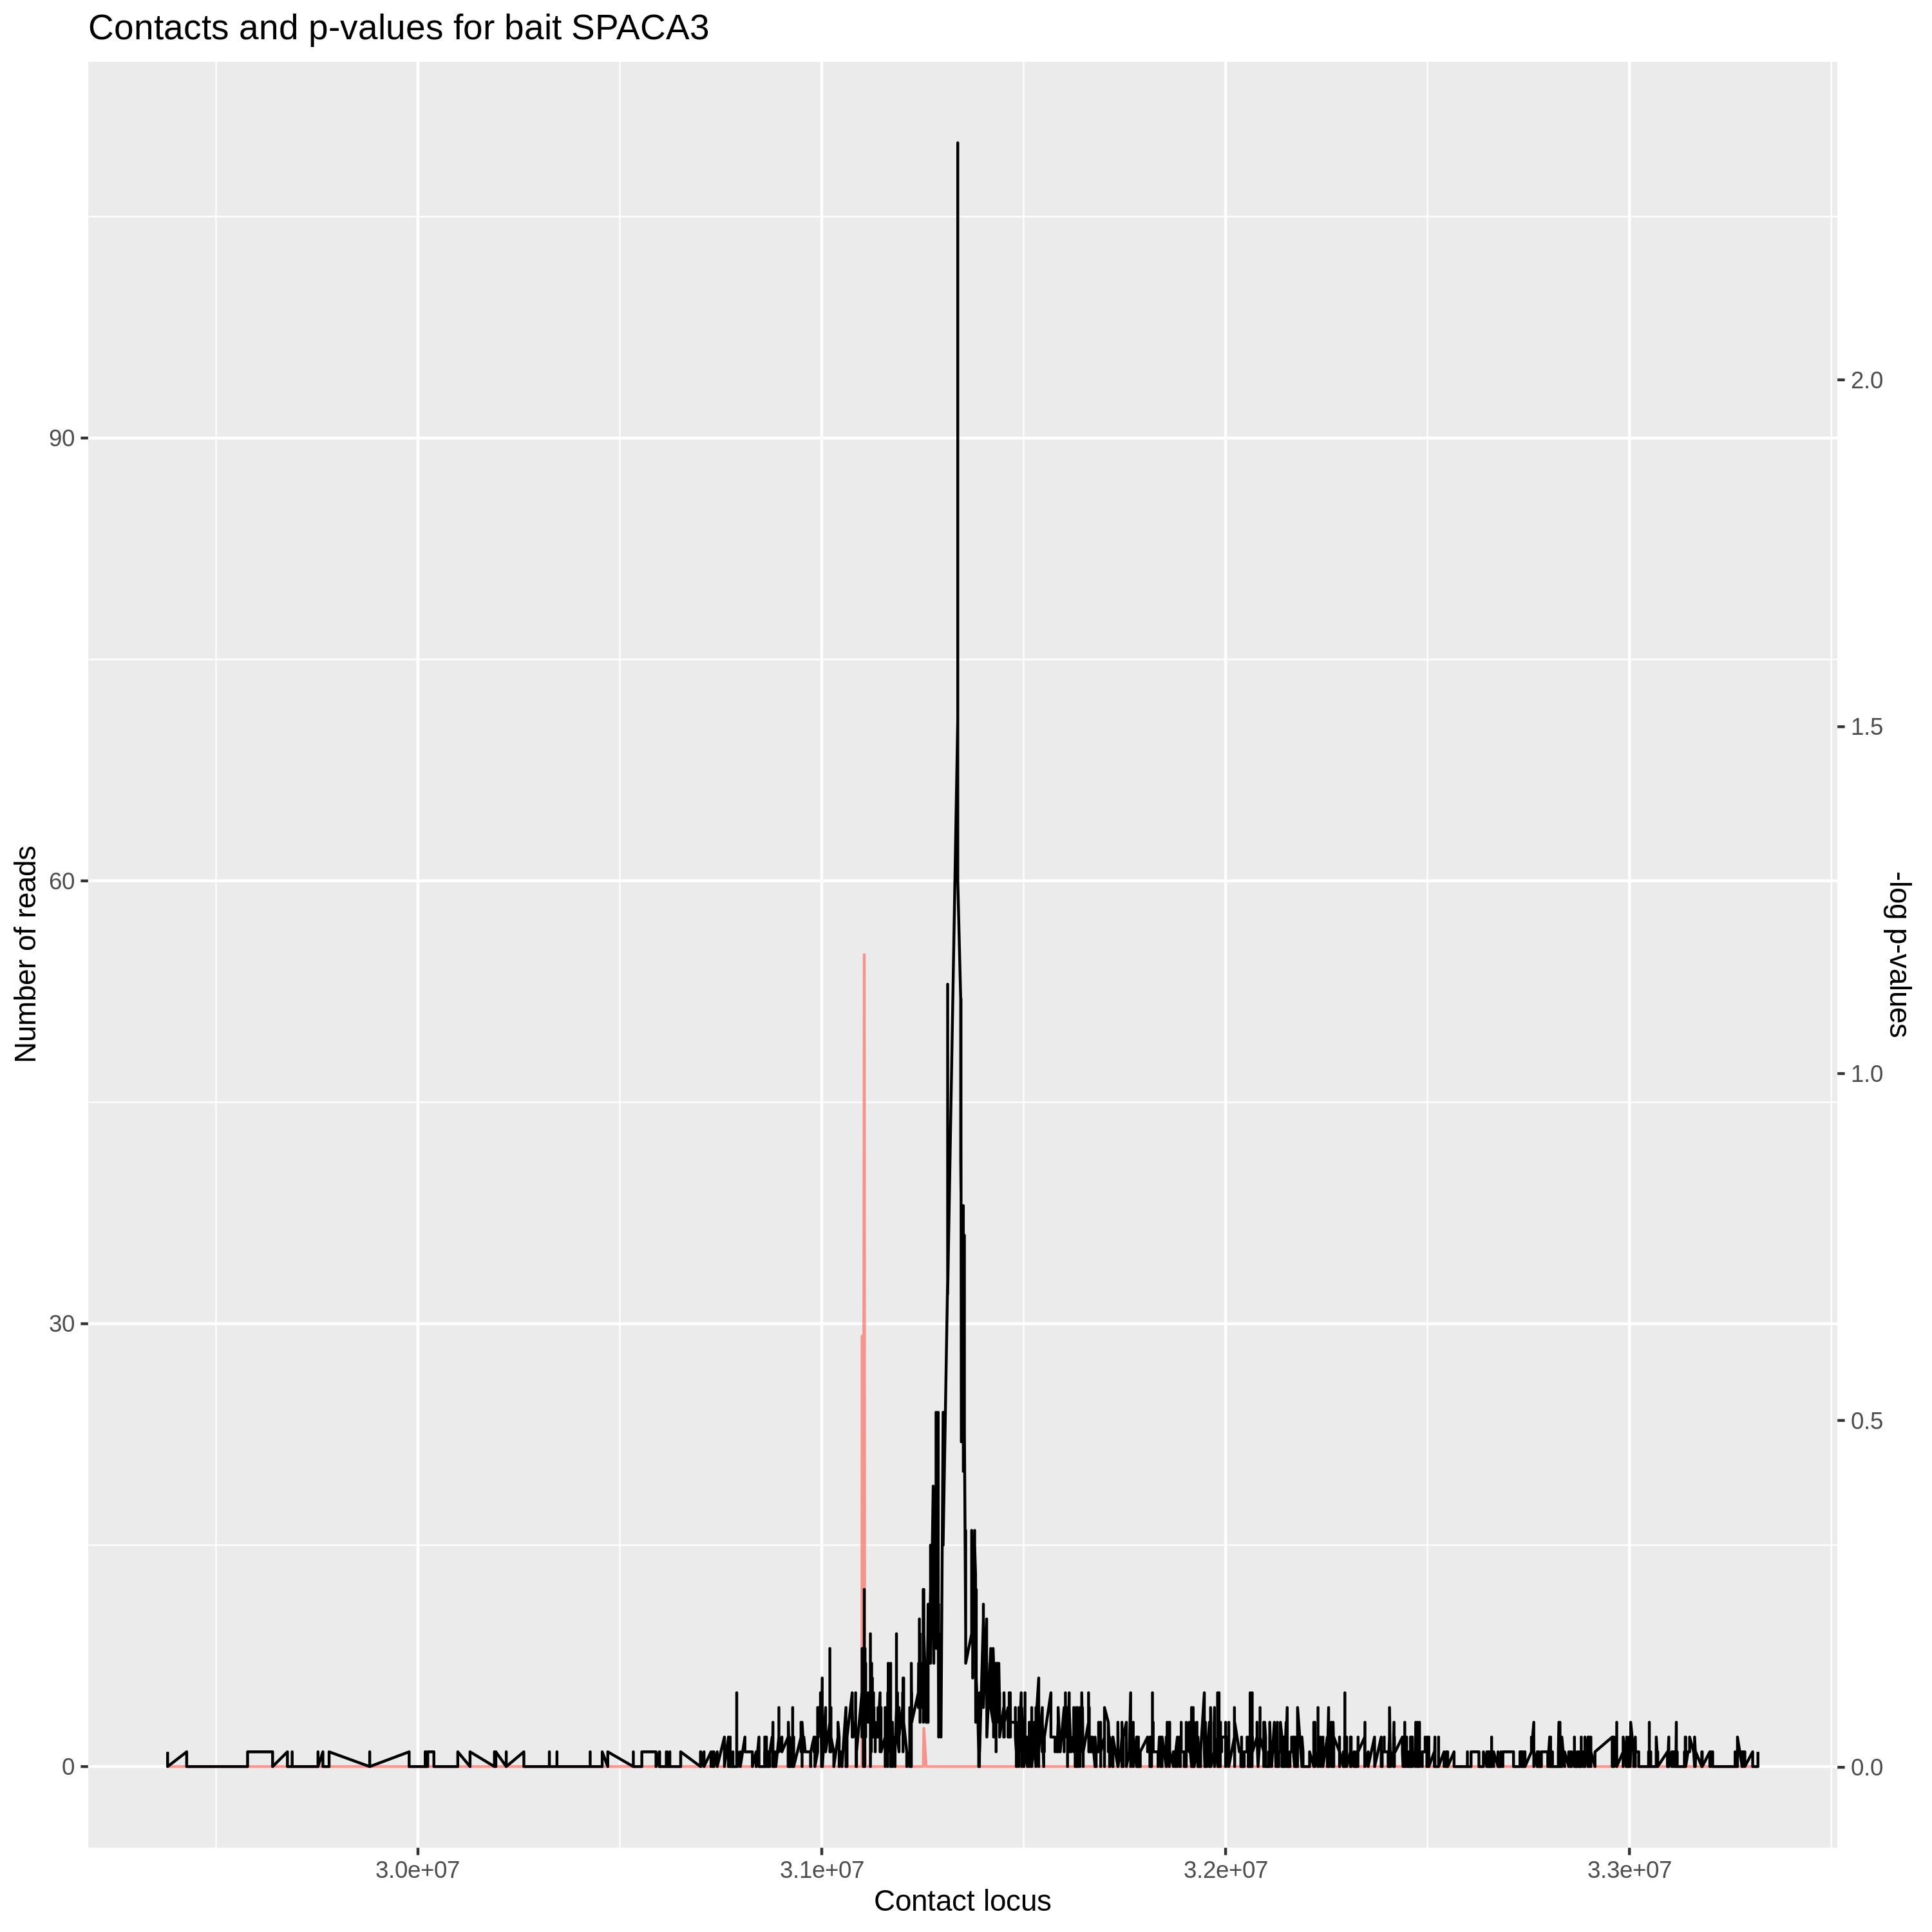 Contacts and p-values for bait SPACA3
Number of reads
90
60
30
0
2.0
1.5
1.0
0.5
0.0
-log p-values
3.0e+07
3.1e+07
3.2e+07
3.3e+07
Contact locus